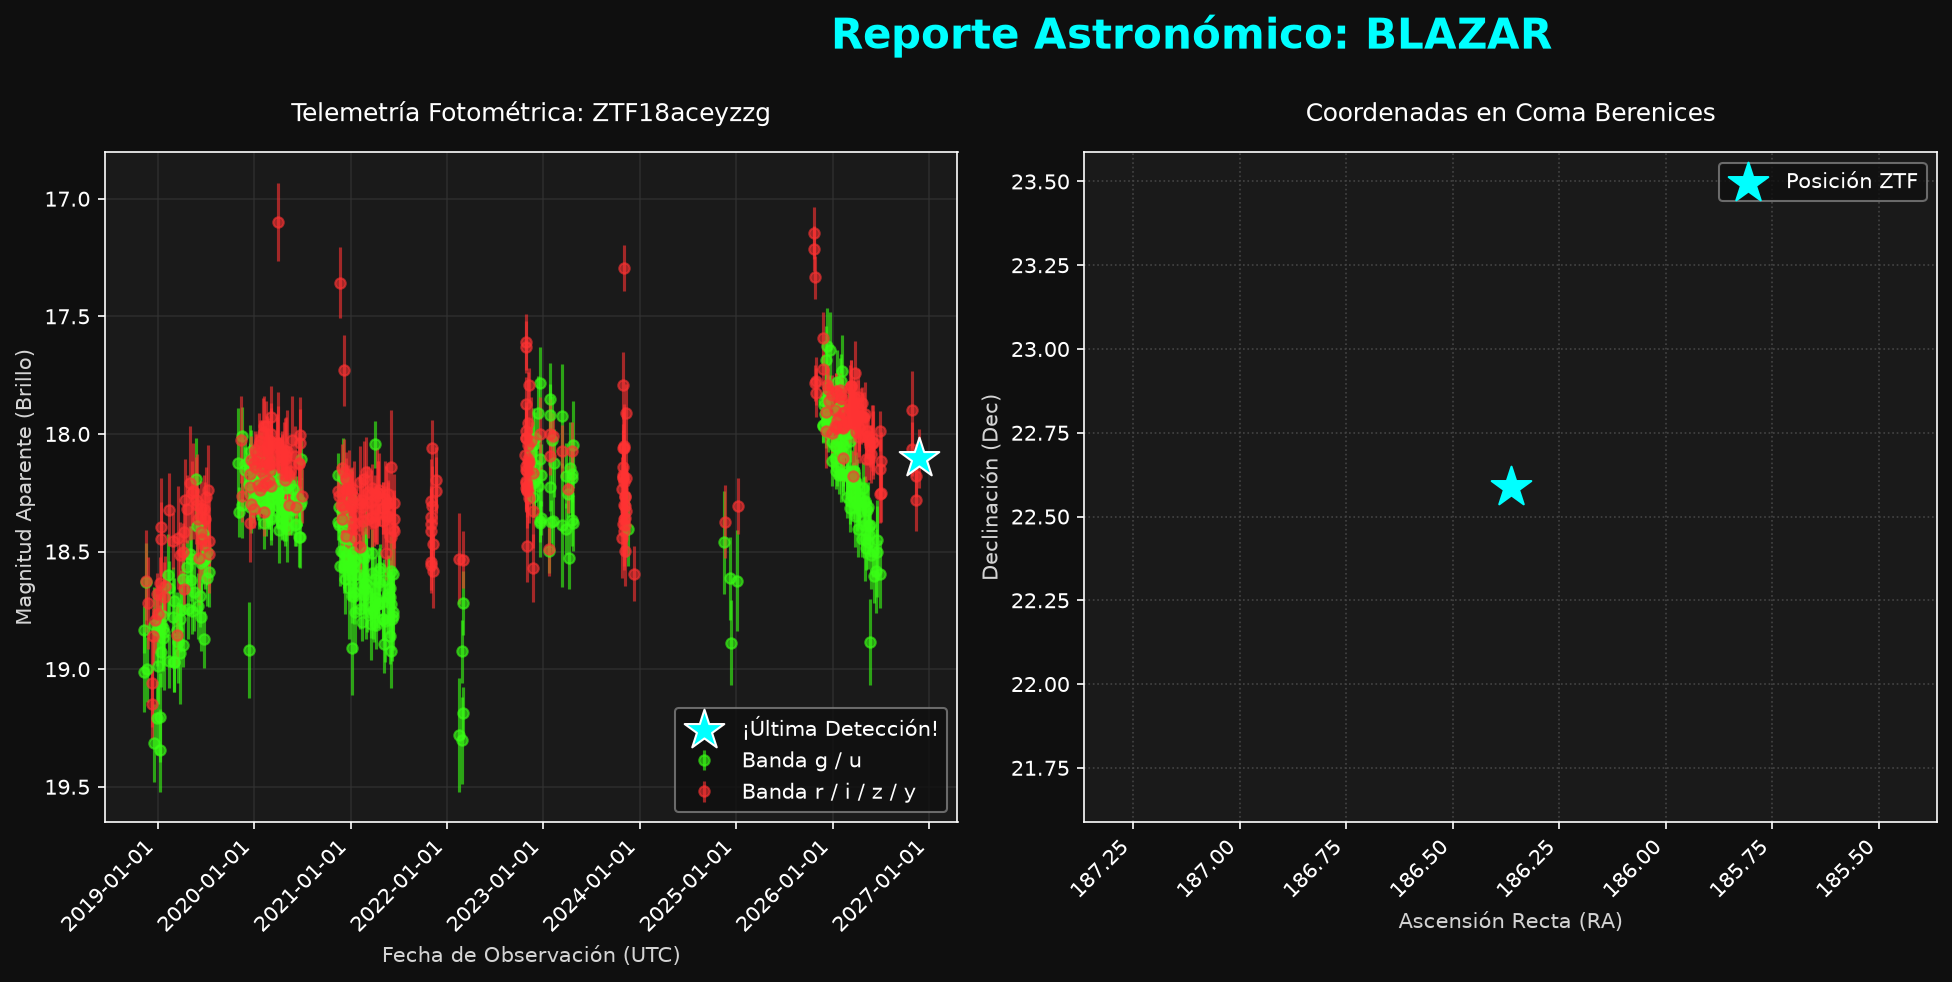 Reporte Astronómico: BLAZAR
Telemetría Fotométrica: ZTF18aceyzzg
Magnitud Aparente (Brillo)
17.0
17.5
18.0
18.5
19.0
19.5
¡Última Detección!
Banda g / u
Banda r / i / z / y
2019-01-01
2020-01-01
2021-01-01
2022-01-01
2023-01-01
2024-01-01
2025-01-01
2026-01-01
2027-01-01
Fecha de Observación (UTC)
Coordenadas en Coma Berenices
Declinación (Dec)
23.50
23.25
23.00
22.75
22.50
22.25
22.00
21.75
Posición ZTF
187.25
187.00
186.75
186.50
186.25
186.00
185.75
185.50
Ascensión Recta (RA)